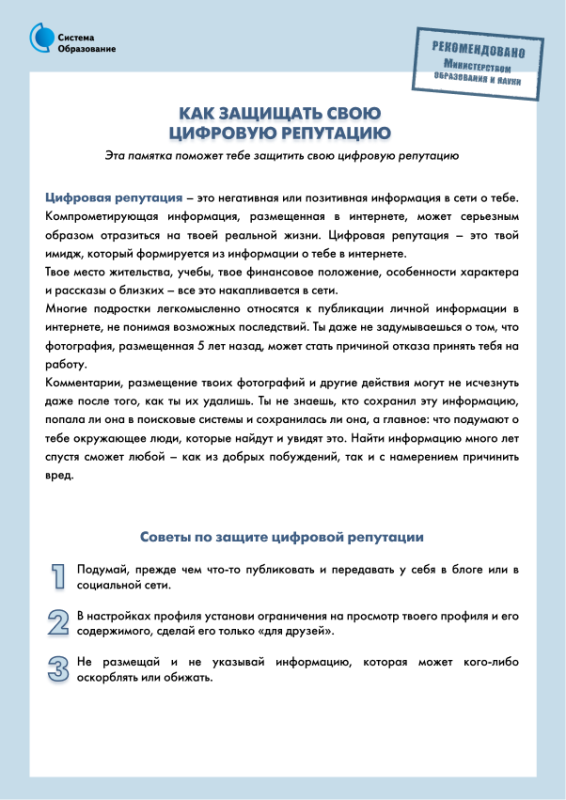 Система
Образование
РЕКОМЕНДОВАНО
Министерством
образования и науки
КАК ЗАЩИЩАТЬ СВОЮ
ЦИФРОВУЮ РЕПУТАЦИЮ
Эта памятка поможет тебе защитить свою цифровую репутацию
Цифровая репутация – это негативная или позитивная информация в сети о тебе.
Компрометирующая информация, размещенная в интернете, может серьезным
образом отразиться на твоей реальной жизни. Цифровая репутация – это твой
имидж, который формируется из информации о тебе в интернете.
Твое место жительства, учебы, твое финансовое положение, особенности характера
и рассказы о близких – все это накапливается в сети.
Многие подростки легкомысленно относятся к публикации личной информации в
интернете, не понимая возможных последствий. Ты даже не задумываешься о том, что
фотография, размещенная 5 лет назад, может стать причиной отказа принять тебя на
работу.
Комментарии, размещение твоих фотографий и другие действия могут не исчезнуть
даже после того, как ты их удалишь. Ты не знаешь, кто сохранил эту информацию,
попала ли она в поисковые системы и сохранилась ли она, а главное: что подумают о
тебе окружающее люди, которые найдут и увидят это. Найти информацию много лет
спустя сможет любой – как из добрых побуждений, так и с намерением причинить
вред.
Советы по защите цифровой репутации
1 Подумай, прежде чем что-то публиковать и передавать у себя в блоге или в
социальной сети.
2 В настройках профиля установи ограничения на просмотр твоего профиля и его
содержимого, сделай его только «для друзей».
3 Не размещай и не указывай информацию, которая может кого-либо
оскорблять или обижать.